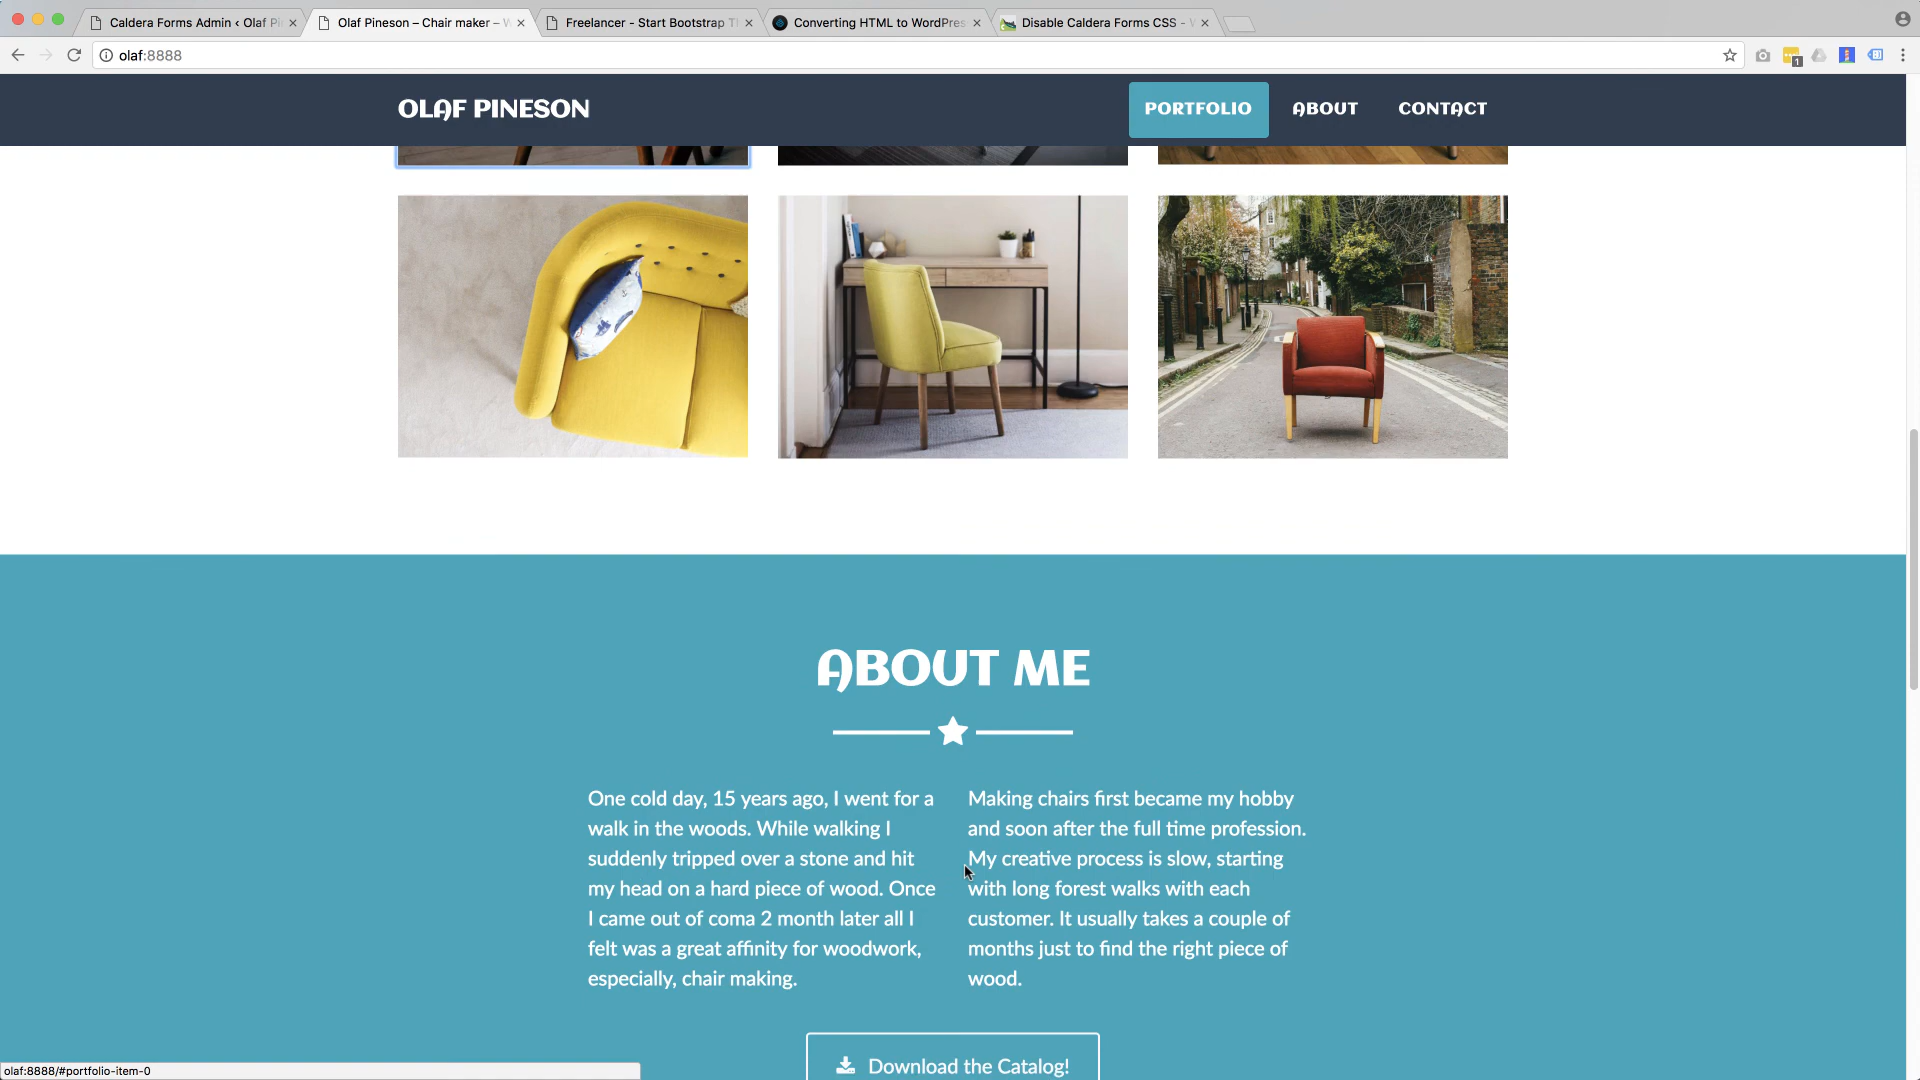 Caldera Forms Admin ‹ Olaf Pi
Olaf Pineson – Chair maker – W
Freelancer - Start Bootstrap T
Converting HTML to WordPres
Disable Caldera Forms CSS - W
olaf:8888
1
OLAF PINESON
PORTFOLIO
ABOUT
CONTACT
ABOUT ME
One cold day, 15 years ago, I went for a
walk in the woods. While walking I
suddenly tripped over a stone and hit
my head on a hard piece of wood. Once
I came out of coma 2 month later all I
felt was a great affinity for woodwork,
especially, chair making.
Making chairs first became my hobby
and soon after the full time profession.
My creative process is slow, starting
with long forest walks with each
customer. It usually takes a couple of
months just to find the right piece of
wood.
Download the Catalog!
olaf:8888/#portfolio-item-0